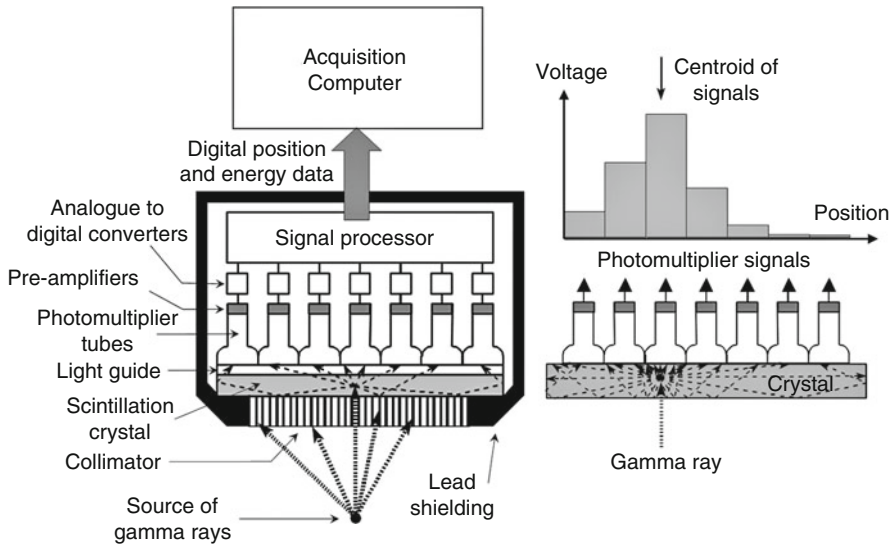 Acquisition
Computer
Digital position
and energy data
Analogue to
digital converters
Signal processor
Pre-amplifiers
Photomultiplier
tubes
Light guide
Scintillation
crystal
Collimator
Source of
gamma rays
Lead
shielding
Voltage
Centroid of
signals
Position
Photomultiplier signals
Crystal
Gamma ray